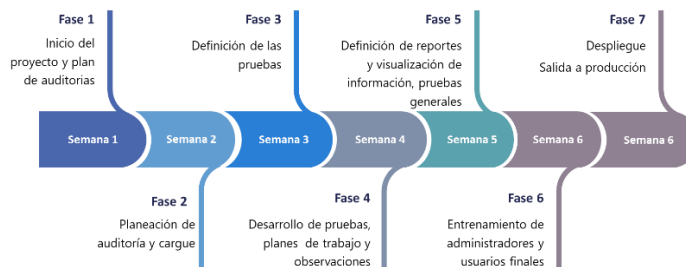 Fase 1
Inicio del
proyecto y plan
de auditorias
Fase 3
Definición de las
pruebas
Fase 5
Definición de reportes
y visualización de
información, pruebas
generales
Fase 7
Despliegue
Salida a producción
Semana 1
Semana 2
Semana 3
Semana 4
Semana 5
Semana 6
Semana 6
Fase 2
Planeación de
auditoría y cargue
Fase 4
Desarrollo de pruebas,
planes de trabajo y
observaciones
Fase 6
Entrenamiento de
administradores y
usuarios finales